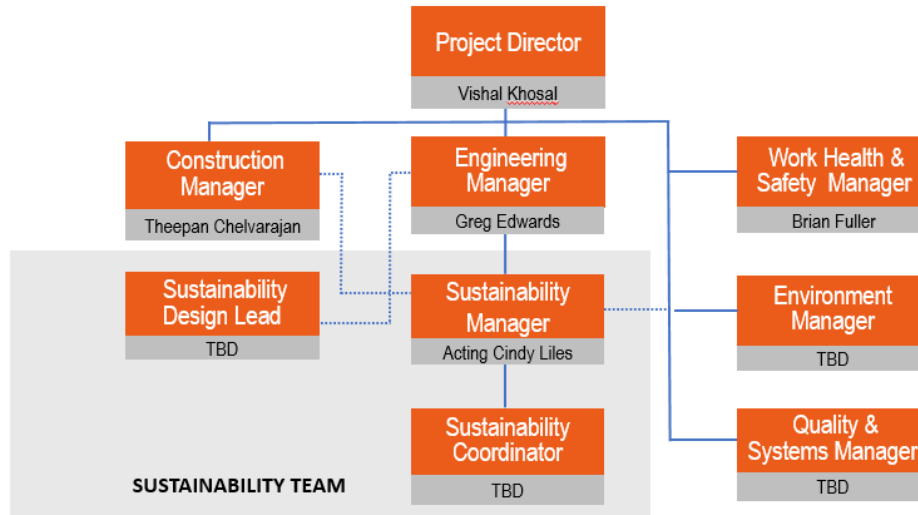 Project Director
Vishal Khosal
Construction
Manager
Theepan Chelvarajan
Engineering
Manager
Greg Edwards
Work Health &
Safety Manager
Brian Fuller
Sustainability
Design Lead
TBD
Sustainability
Manager
Acting Cindy Liles
Environment
Manager
TBD
Sustainability
Coordinator
TBD
Quality &
Systems Manager
TBD
SUSTAINABILITY TEAM